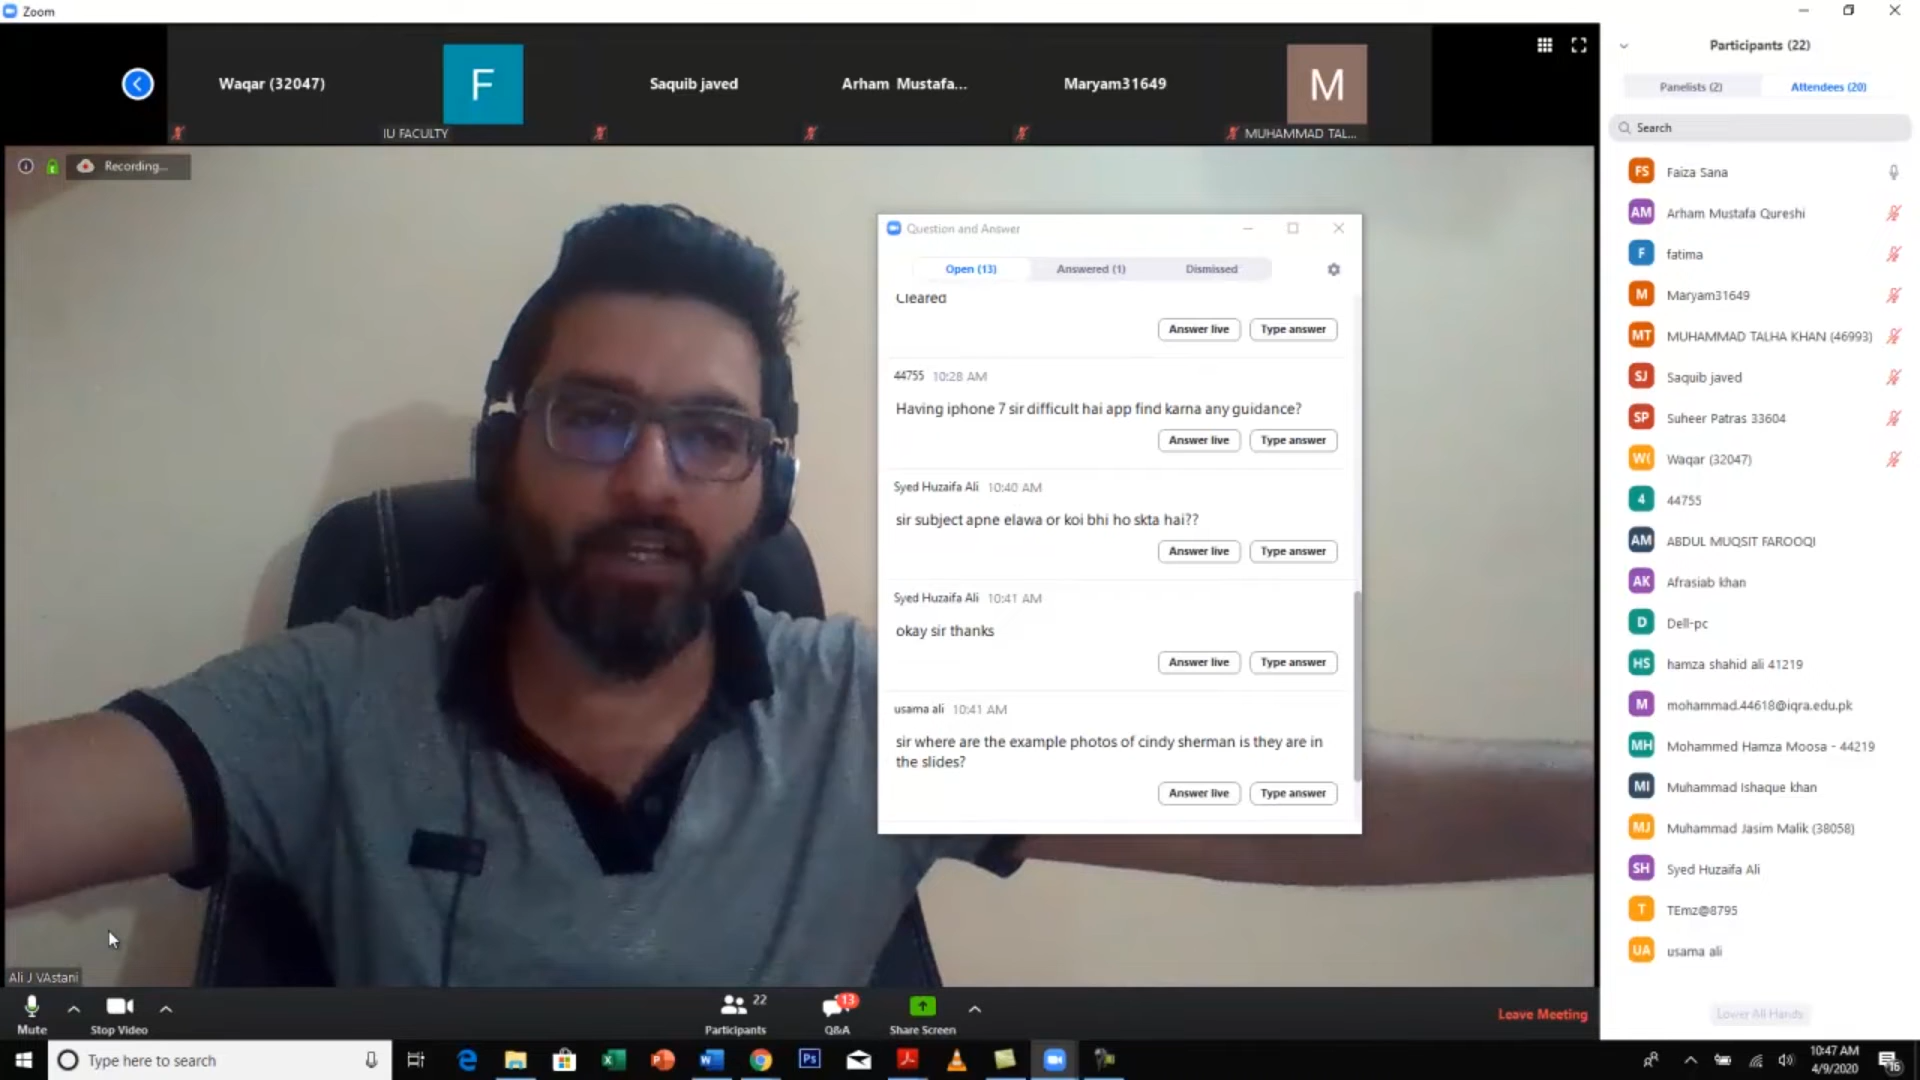 Zoom
Waqar (32047)
F
IU FACULTY
Saquib javed
Arham Mustafa...
Maryam31649
M
MUHAMMAD TAL...
Recording...
Question and Answer
Open (13)
Answered (1)
Dismissed
Cleared
Answer live
Type answer
44755 10:28 AM
Having iphone 7 sir difficult hai app find karna any guidance?
Answer live
Type answer
Syed Huzaifa Ali 10:40 AM
sir subject apne elawa or koi bhi ho skta hai??
Answer live
Type answer
Syed Huzaifa Ali 10:41 AM
okay sir thanks
Answer live
Type answer
usama ali 10:41 AM
sir where are the example photos of cindy sherman is they are in
the slides?
Answer live
Type answer
Ali J VAstani
Mute
Stop Video
22
Participants
13
Q&A
Share Screen
Leave Meeting
Participants (22)
Panelists (2)
Attendees (20)
Search
FS Faiza Sana
AM Arham Mustafa Qureshi
F fatima
M Maryam31649
MT MUHAMMAD TALHA KHAN (46993)
SJ Saquib javed
SP Suheer Patras 33604
W( Waqar (32047)
4 44755
AM ABDUL MUQSIT FAROOQI
AK Afrasiab khan
D Dell-pc
HS hamza shahid ali 41219
M mohammad.44618@iqra.edu.pk
MH Mohammed Hamza Moosa - 44219
MI Muhammad Ishaque khan
MJ Muhammad Jasim Malik (38058)
SH Syed Huzaifa Ali
T TEmz@8795
UA usama ali
Lower All Hands
Type here to search
Ps
10:47 AM
4/9/2020
16